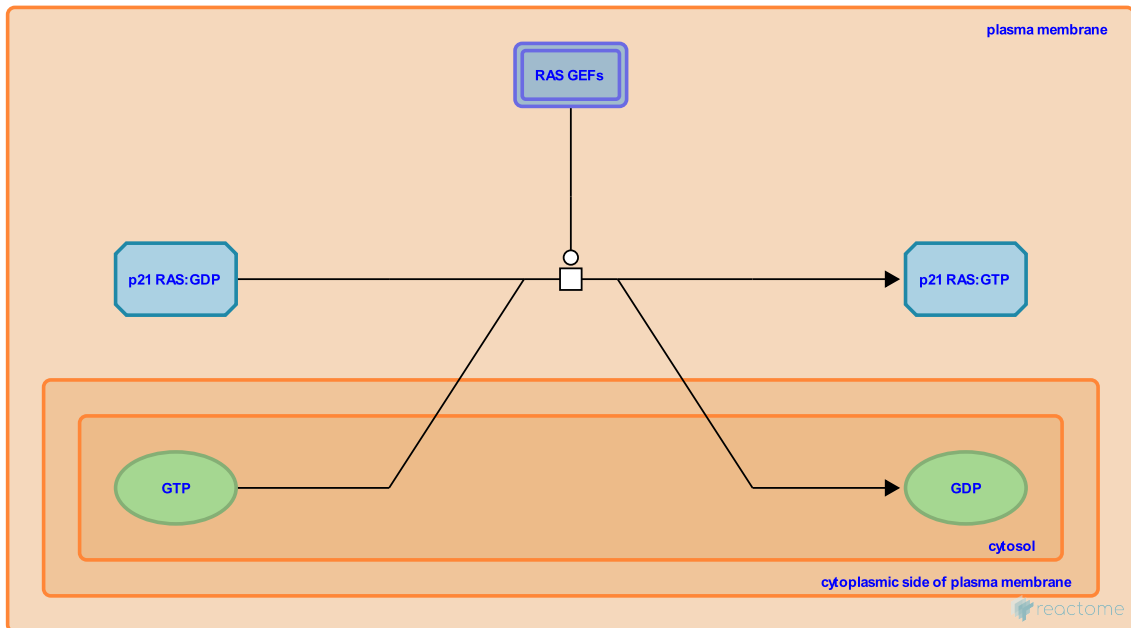 plasma membrane
RAS GEFs
p21 RAS:GDP
p21 RAS:GTP
GTP
GDP
cytosol
cytoplasmic side of plasma membrane
reactome